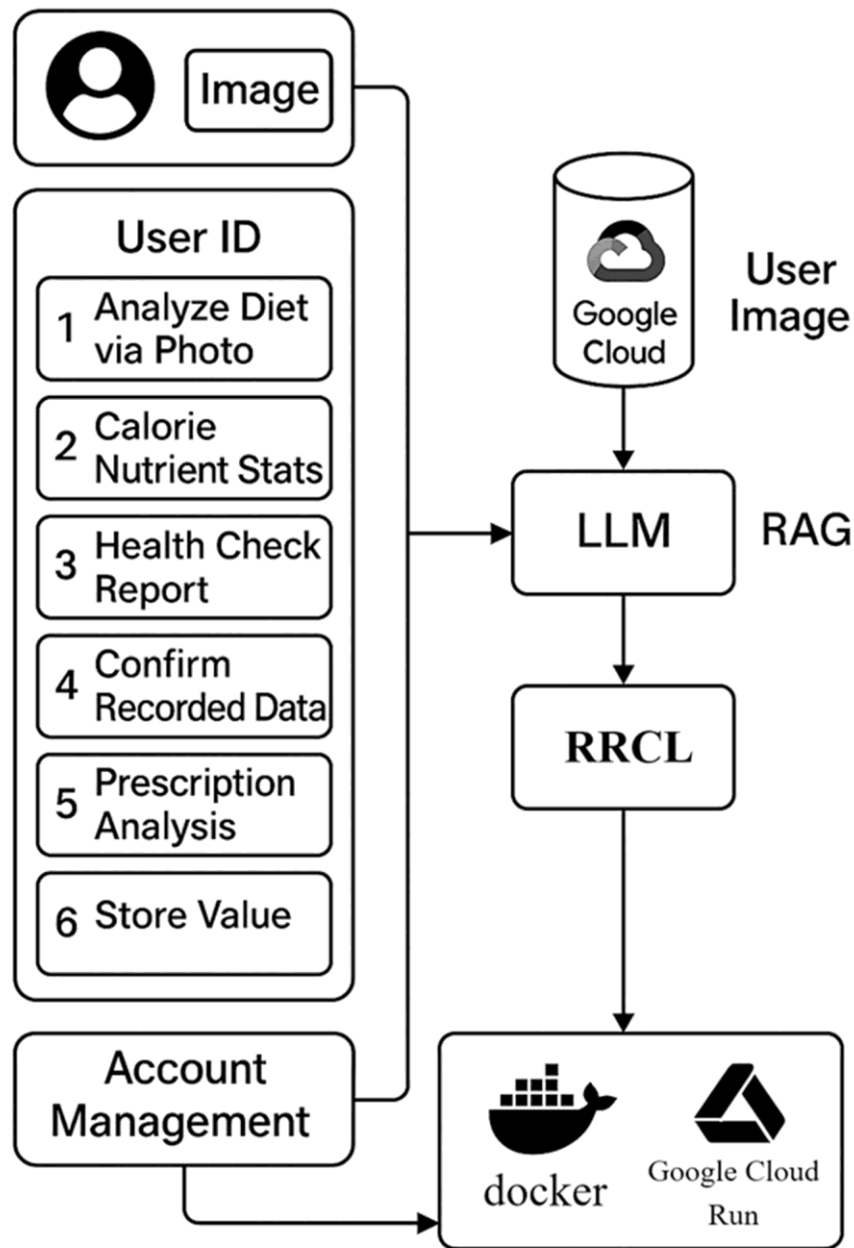 Image
User ID
1 Analyze Diet
via Photo
2 Calorie
Nutrient Stats
3 Health Check
Report
4 Confirm
Recorded Data
5 Prescription
Analysis
6 Store Value
Account
Management
Google
Cloud
User
Image
LLM
RAG
RRCL
docker
Google Cloud
Run